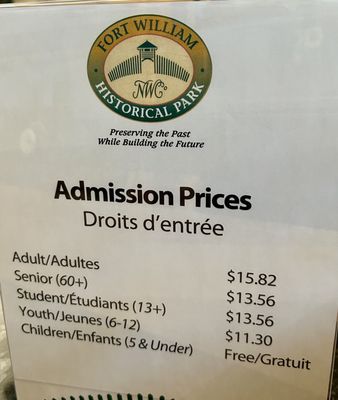 FORT WILLIAM
NWCo
HISTORICAL PARK
Preserving the Past
While Building the Future
Admission Prices
Droits d'entrée
Adult/Adultes $15.82
Senior (60+) $13.56
Student/Étudiants (13+) $13.56
Youth/Jeunes (6-12) $11.30
Children/Enfants (5 & Under) Free/Gratuit